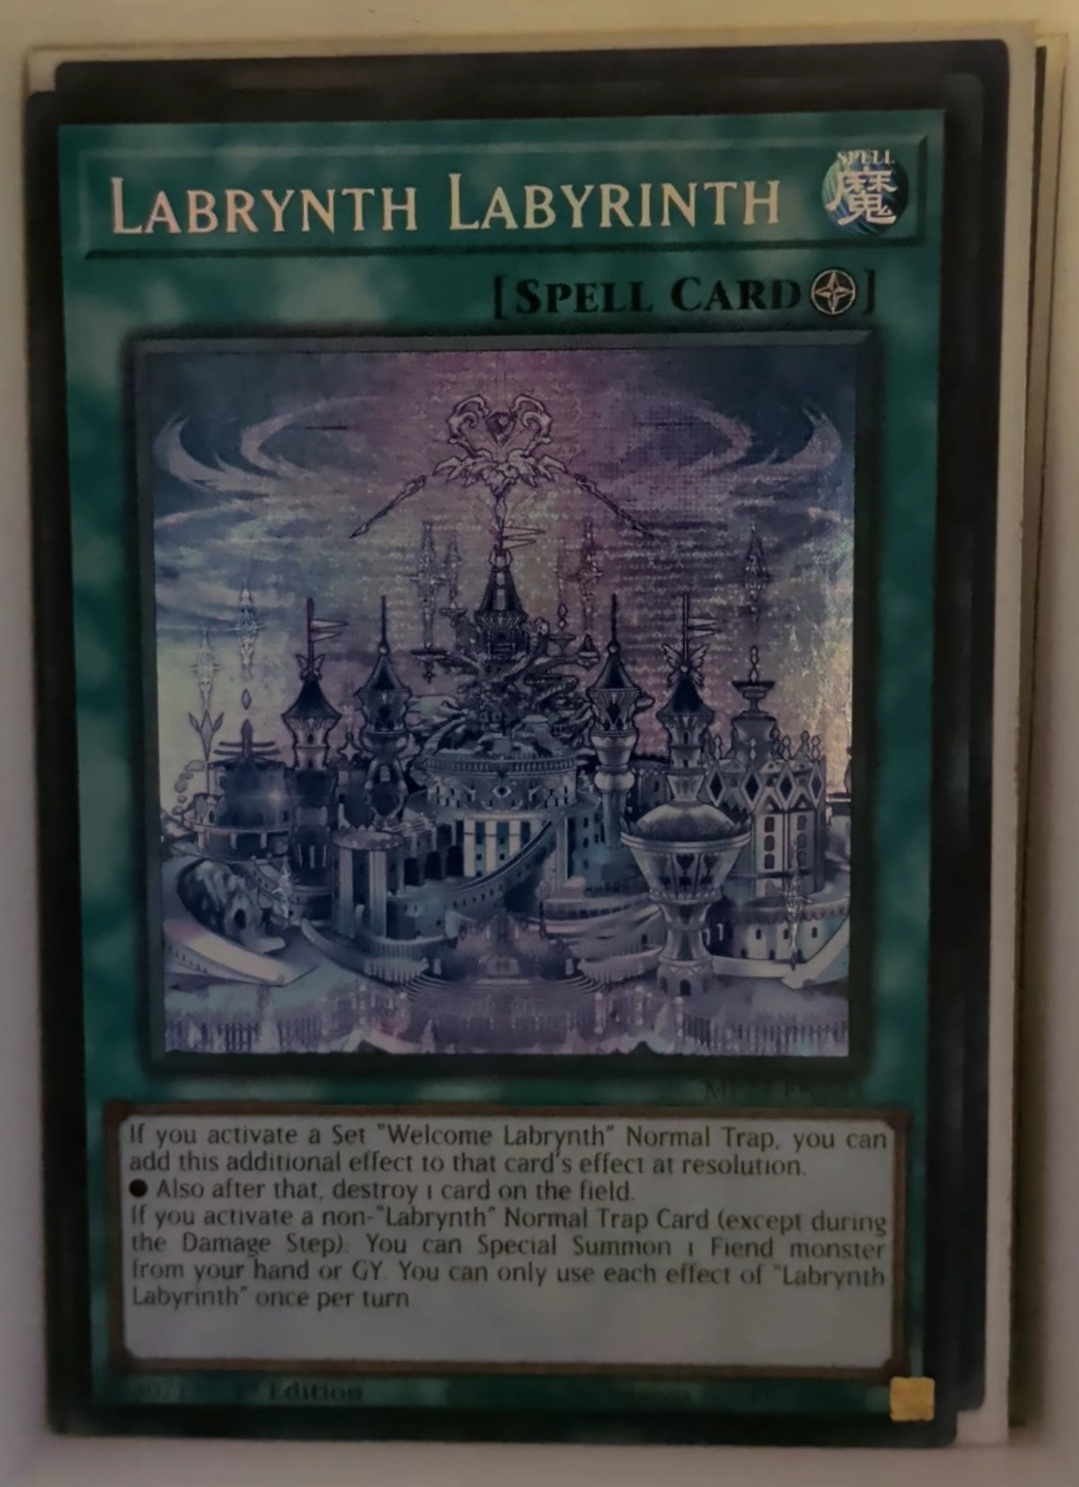 LABRYNTH LABYRINTH
SPELL
魔
[SPELL CARD]
If you activate a Set "Welcome Labrynth" Normal Trap, you can
add this additional effect to that card's effect at resolution.
● Also after that, destroy 1 card on the field.
If you activate a non-"Labrynth" Normal Trap Card (except during
the Damage Step): You can Special Summon 1 Fiend monster
from your hand or GY. You can only use each effect of "Labrynth
Labyrinth" once per turn.
Edition